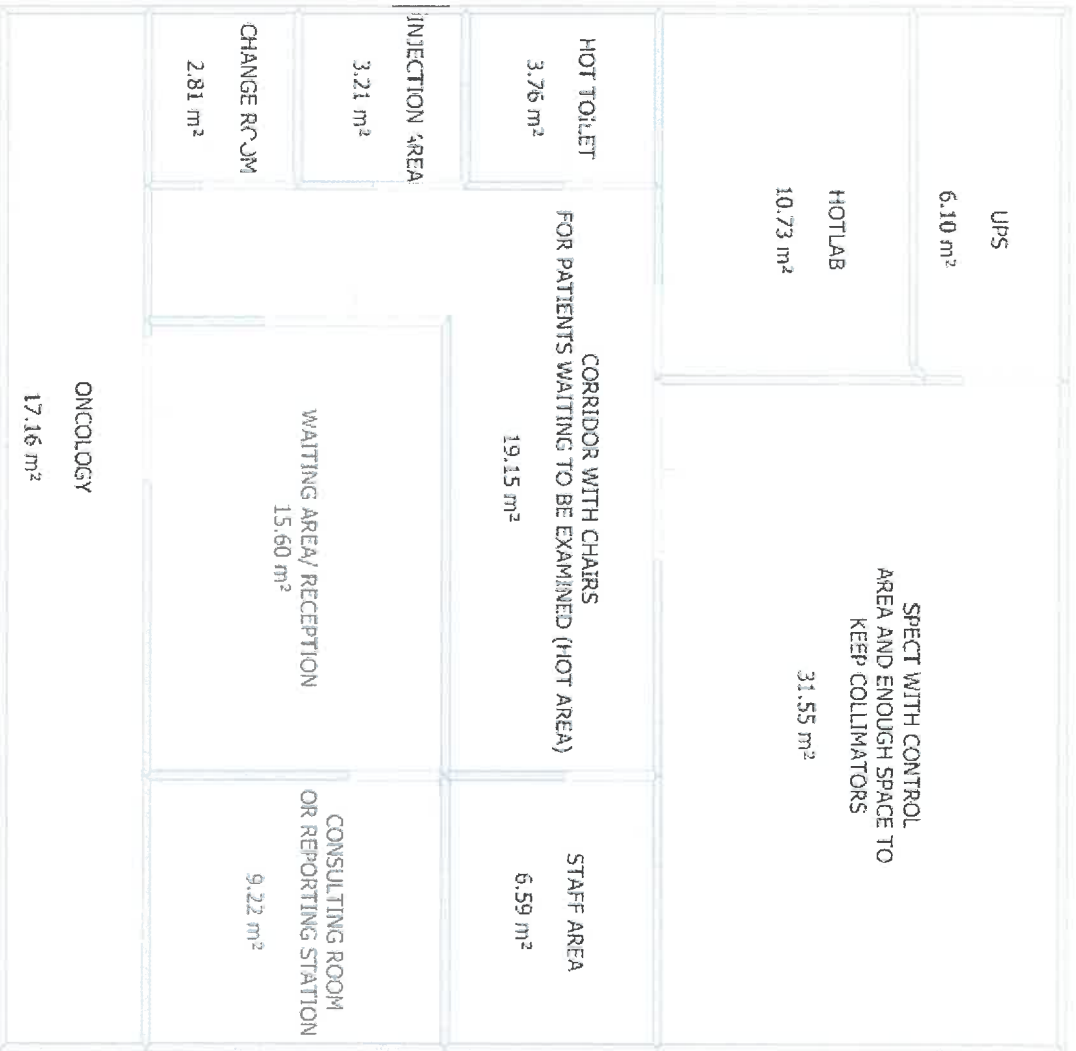 UPS
6.10 m²
HOTLAB
10.73 m²
SPECT WITH CONTROL
AREA AND ENOUGH SPACE TO
KEEP COLLIMATORS
31.55 m²
HOT TOILET
3.76 m²
CORRIDOR WITH CHAIRS
FOR PATIENTS WAITING TO BE EXAMINED (HOT AREA)
19.15 m²
STAFF AREA
6.59 m²
INJECTION AREA
3.21 m²
WAITING AREA/ RECEPTION
15.60 m²
CONSULTING ROOM
OR REPORTING STATION
9.22 m²
CHANGE ROOM
2.81 m²
ONCOLOGY
17.16 m²